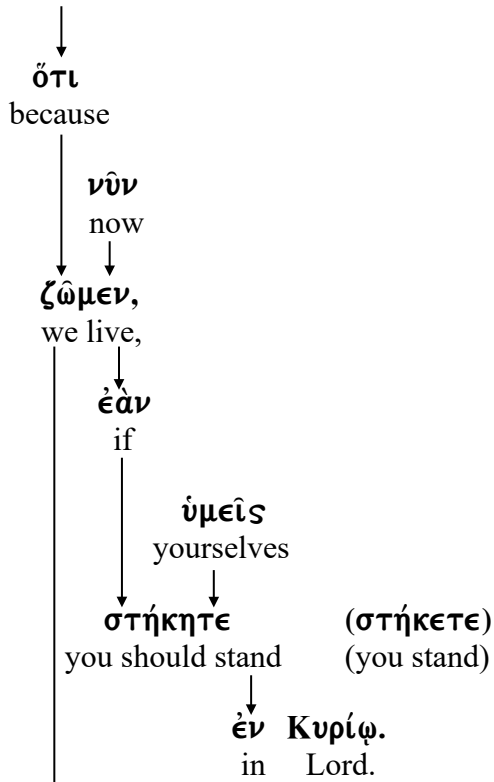 ὅτι
because
νῦν
now
ζῶμεν,
we live,
ἐὰν
if
ὑμεῖς
yourselves
στήκητε (στήκετε)
you should stand (you stand)
ἐν Κυρίῳ.
in Lord.